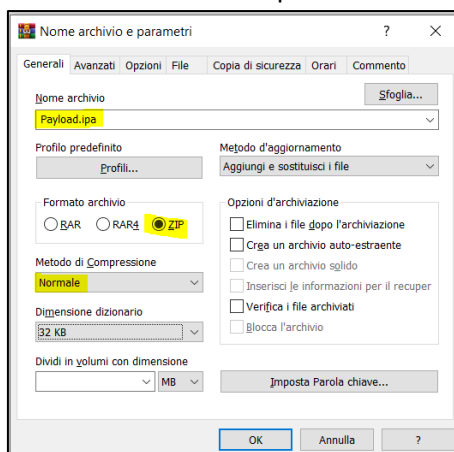 Nome archivio e parametri ? ×
Generali Avanzati Opzioni File Copia di sicurezza Orari Commento
Nome archivio
Sfoglia...
Payload.ipa
Profilo predefinito
Profili...
Metodo d'aggiornamento
Aggiungi e sostituisci i file
Formato archivio
RAR RAR4 ZIP
Metodo di Compressione
Normale
Dimensione dizionario
32 KB
Dividi in volumi con dimensione
MB
Opzioni d'archiviazione
Elimina i file dopo l'archiviazione
Crea un archivio auto-estraente
Crea un archivio solido
Inserisci le informazioni per il recuper
Verifica i file archiviati
Blocca l'archivio
Imposta Parola chiave...
OK Annulla ?